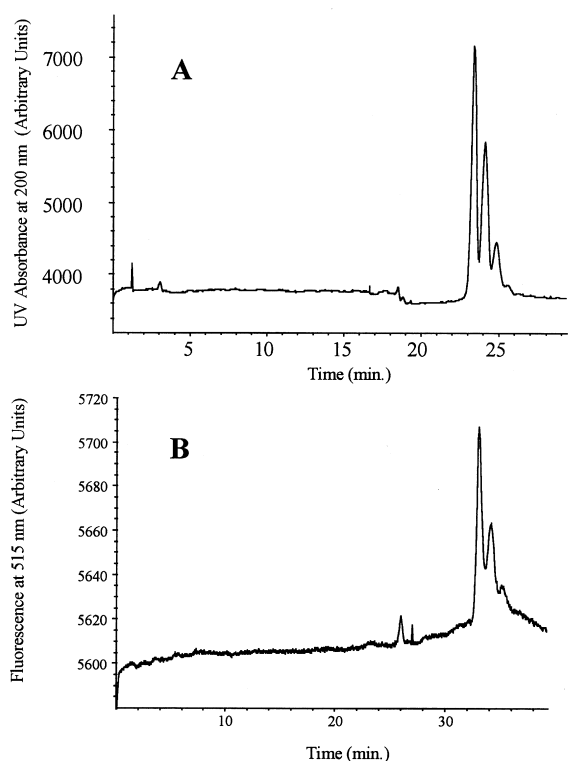 A
UV Absorbance at 200 nm (Arbitrary Units)
7000
6000
5000
4000
5 10 15 20 25
Time (min.)
B
Fluorescence at 515 nm (Arbitrary Units)
5720
5700
5680
5660
5640
5620
5600
10 20 30
Time (min.)